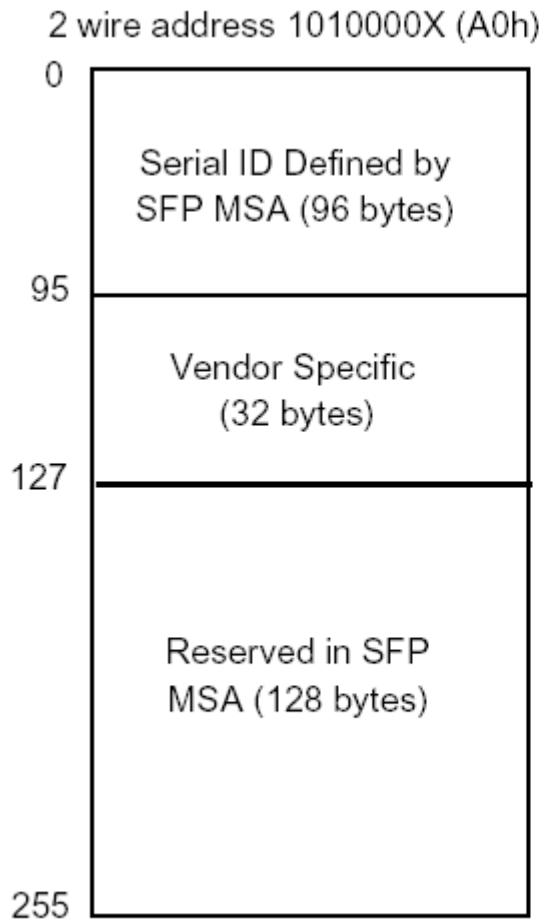 2 wire address 1010000X (A0h)
0
Serial ID Defined by
SFP MSA (96 bytes)
95
Vendor Specific
(32 bytes)
127
Reserved in SFP
MSA (128 bytes)
255